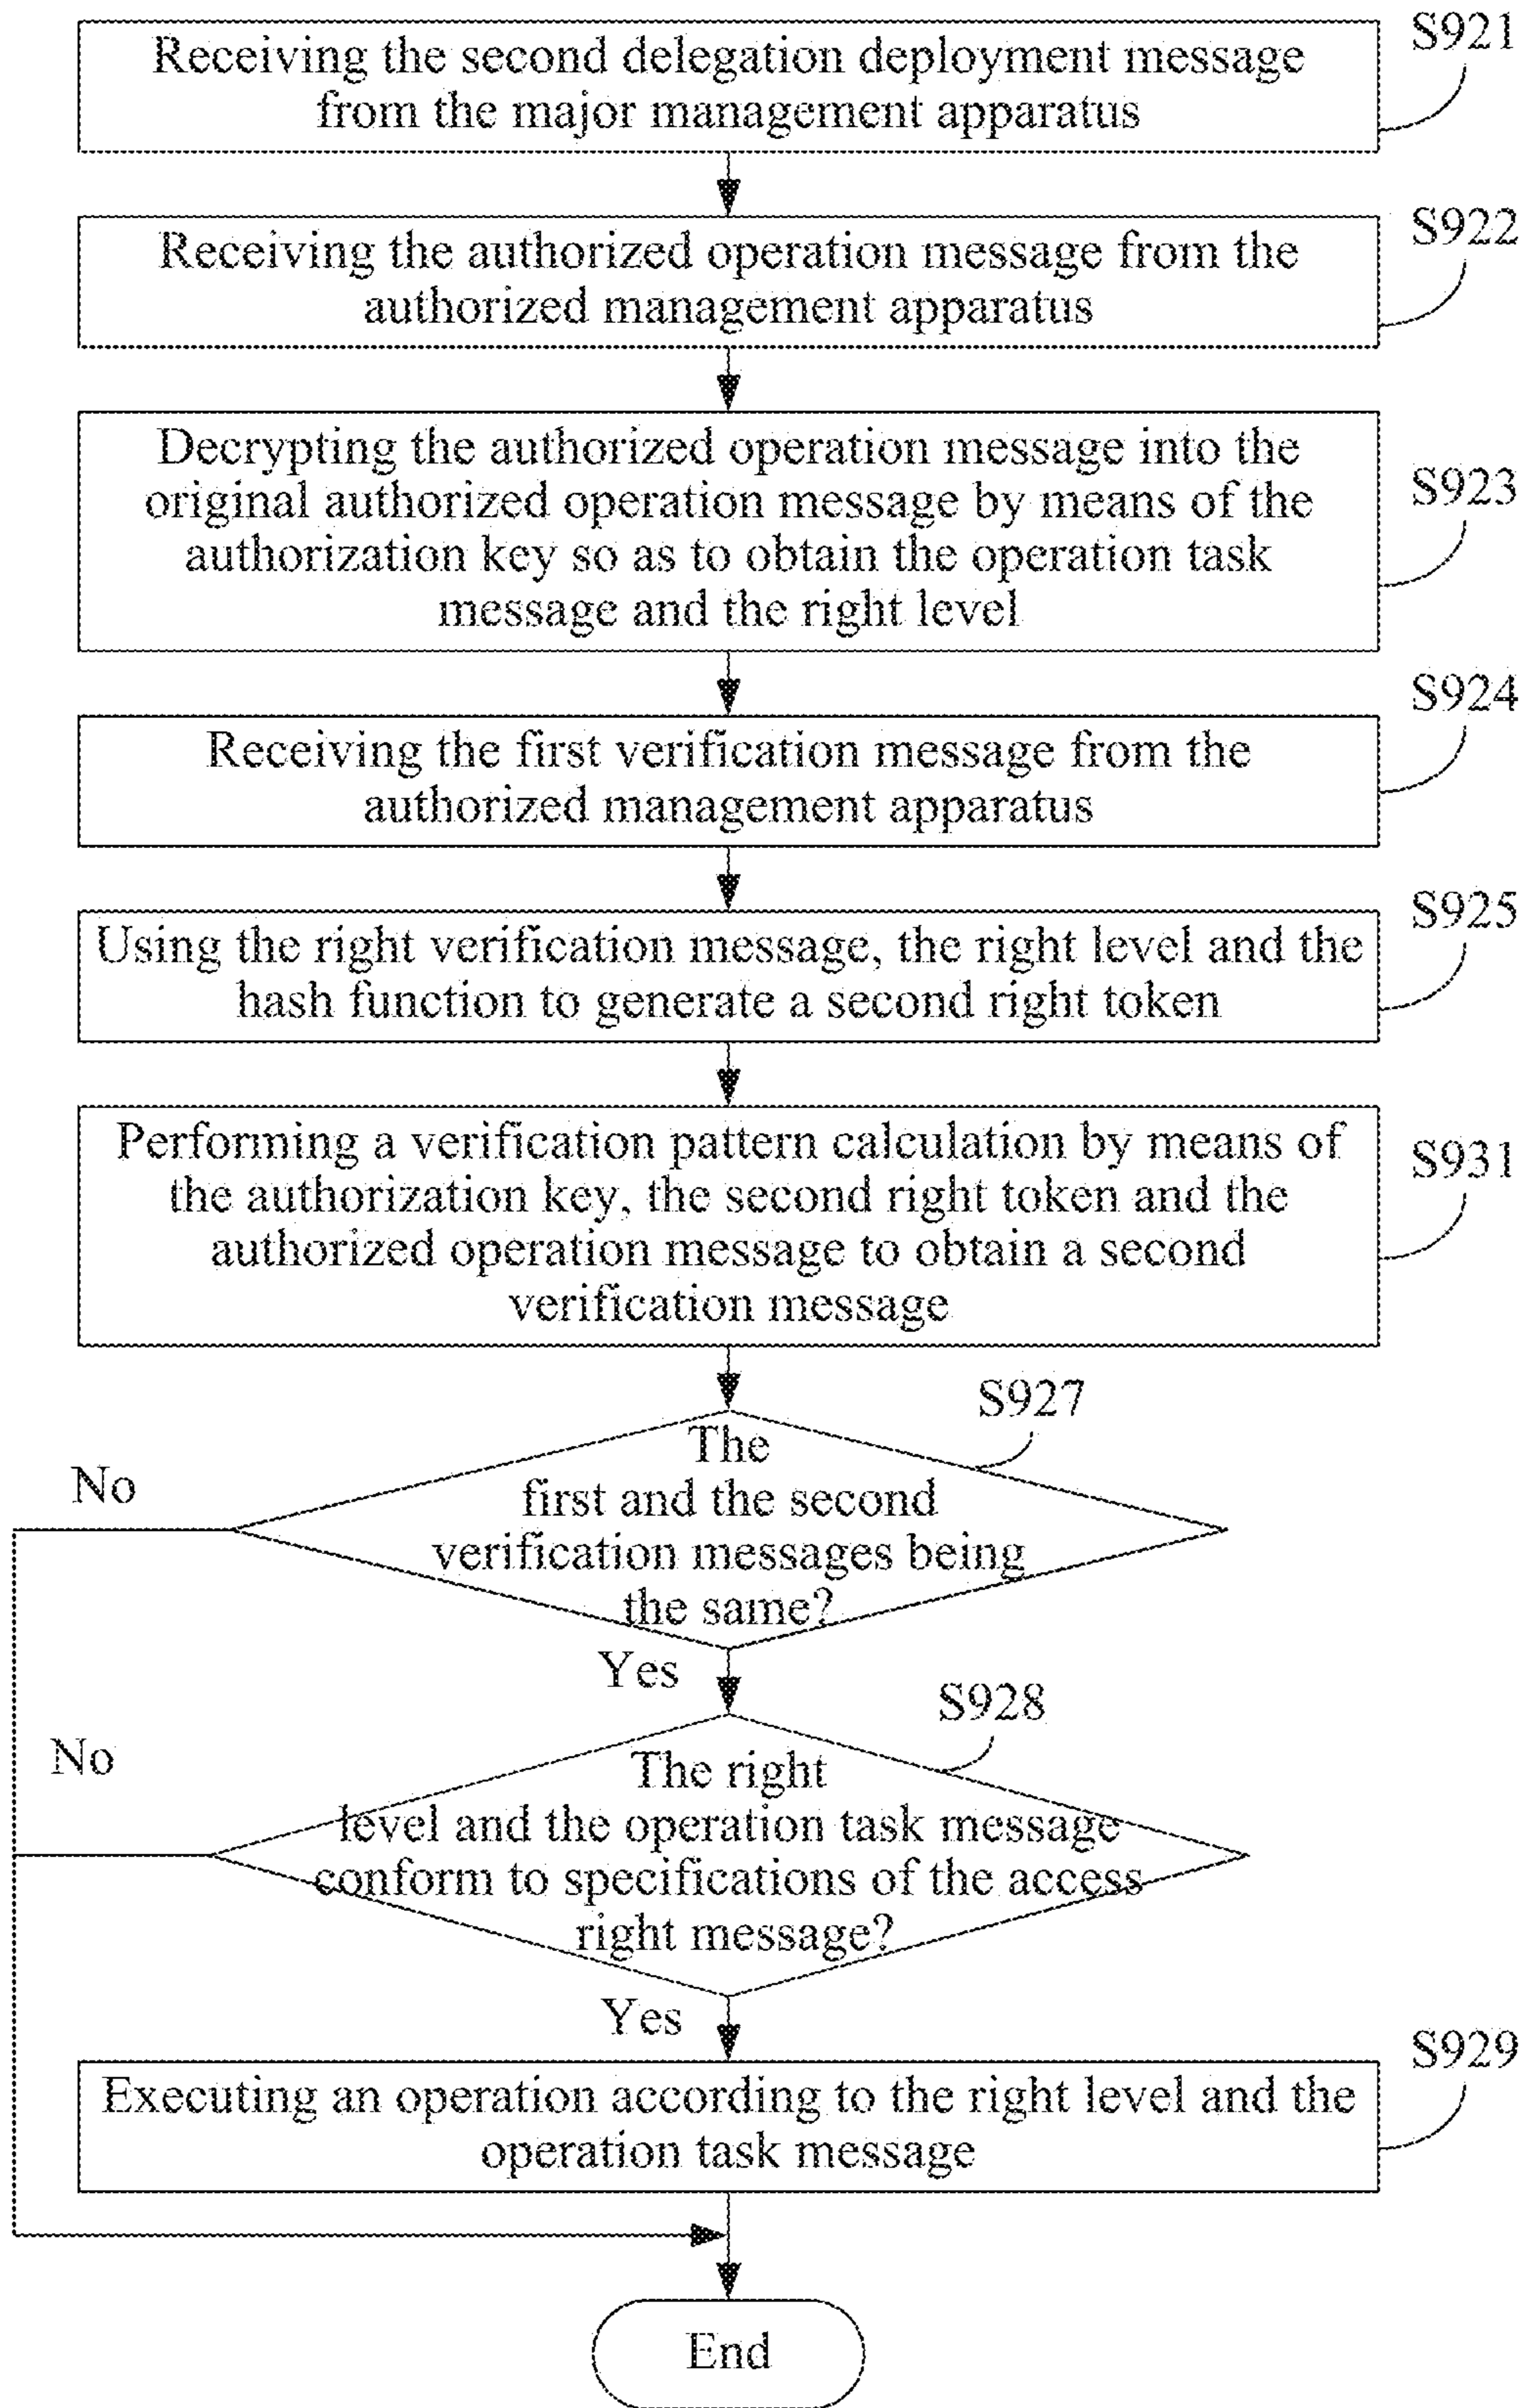 Receiving the second delegation deployment message
from the major management apparatus
S921
Receiving the authorized operation message from the
authorized management apparatus
S922
Decrypting the authorized operation message into the
original authorized operation message by means of the
authorization key so as to obtain the operation task
message and the right level
S923
Receiving the first verification message from the
authorized management apparatus
S924
Using the right verification message, the right level and the
hash function to generate a second right token
S925
Performing a verification pattern calculation by means of
the authorization key, the second right token and the
authorized operation message to obtain a second
verification message
S931
S927
The
first and the second
verification messages being
the same?
No
Yes
S928
The right
level and the operation task message
conform to specifications of the access
right message?
No
Yes
Executing an operation according to the right level and the
operation task message
S929
End